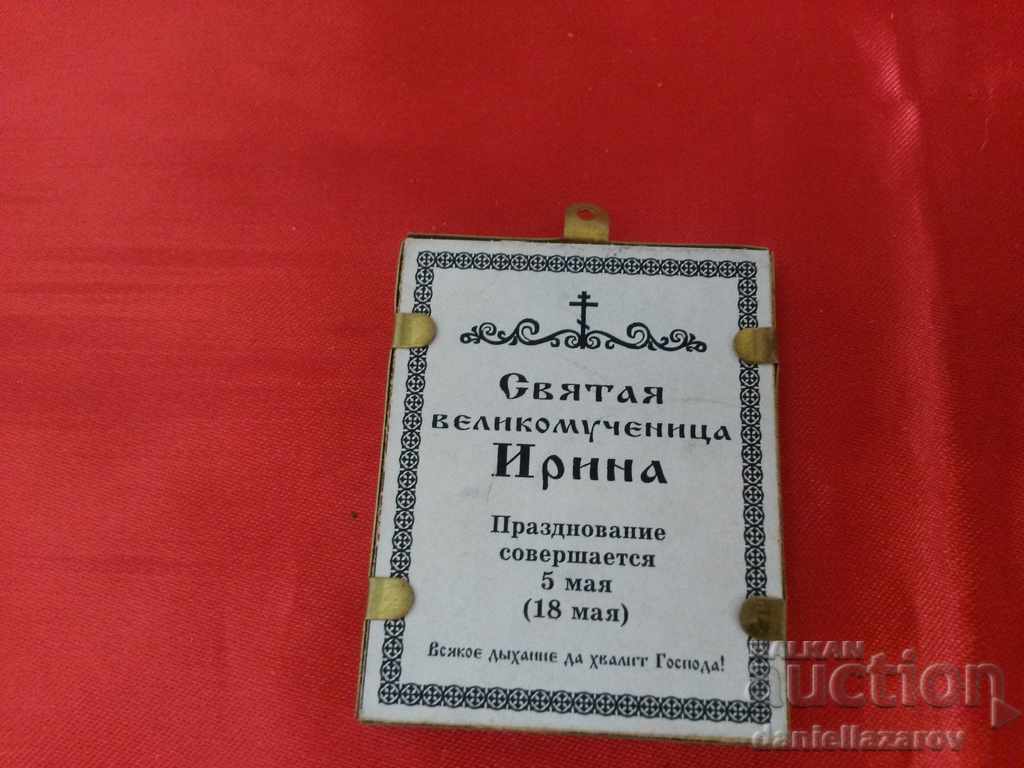 Святая
великомученица
Ирина
Празднование
совершается
5 мая
(18 мая)
Всякое дыхание да хвалит Господа!
BALKAN
auction
daniellazarov